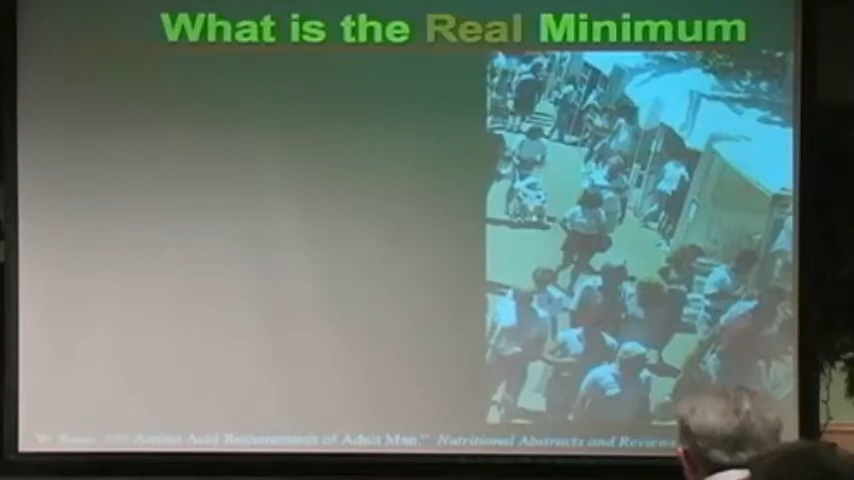 What is the Real Minimum
Amino Acid Requirements of Adult Man." Nutritional Abstracts and Reviews